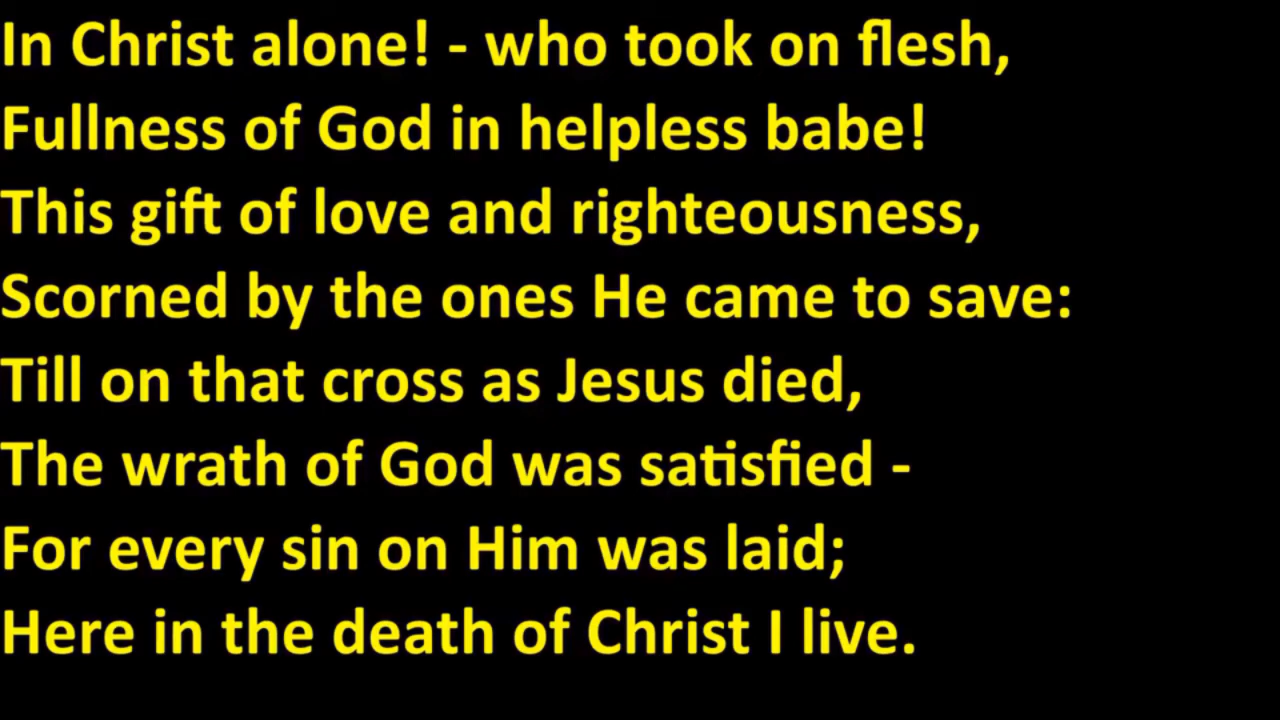 In Christ alone! - who took on flesh,
Fullness of God in helpless babe!
This gift of love and righteousness,
Scorned by the ones He came to save:
Till on that cross as Jesus died,
The wrath of God was satisfied -
For every sin on Him was laid;
Here in the death of Christ I live.